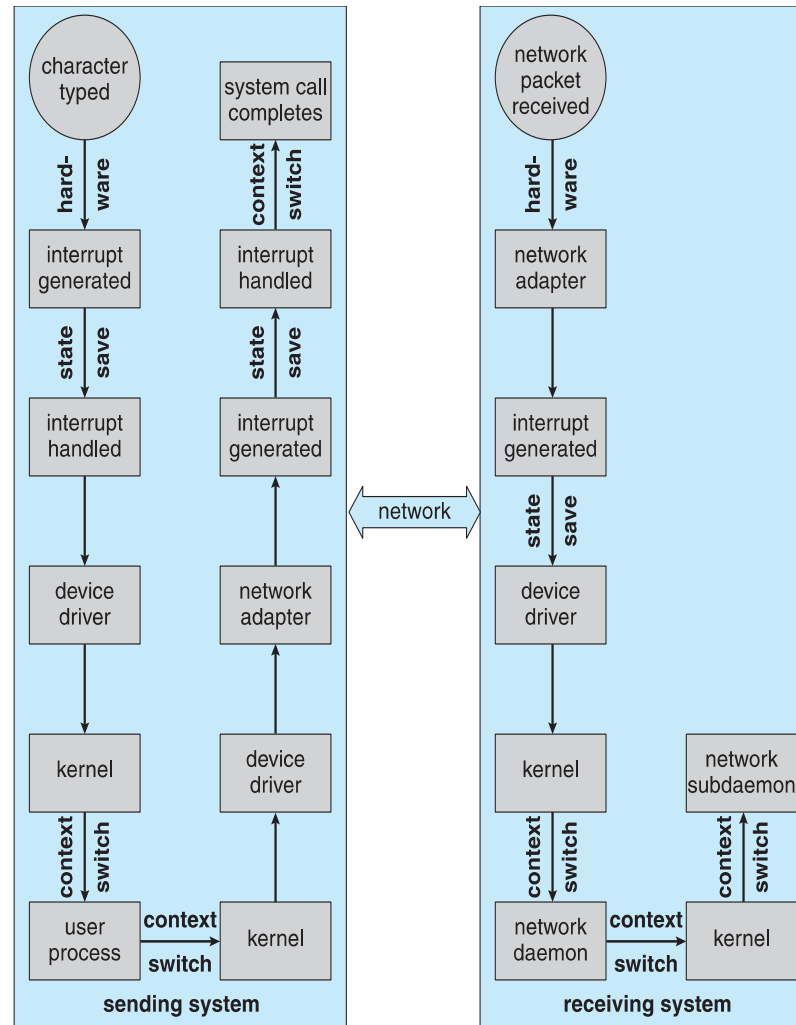 character
typed
hard-
ware
interrupt
generated
state
save
interrupt
handled
device
driver
kernel
context
switch
user
process
context
switch
kernel
device
driver
network
adapter
interrupt
generated
state
save
interrupt
handled
context
switch
system call
completes
sending system
network
network
packet
received
hard-
ware
network
adapter
interrupt
generated
state
save
device
driver
kernel
context
switch
network
daemon
context
switch
kernel
context
switch
network
subdaemon
receiving system